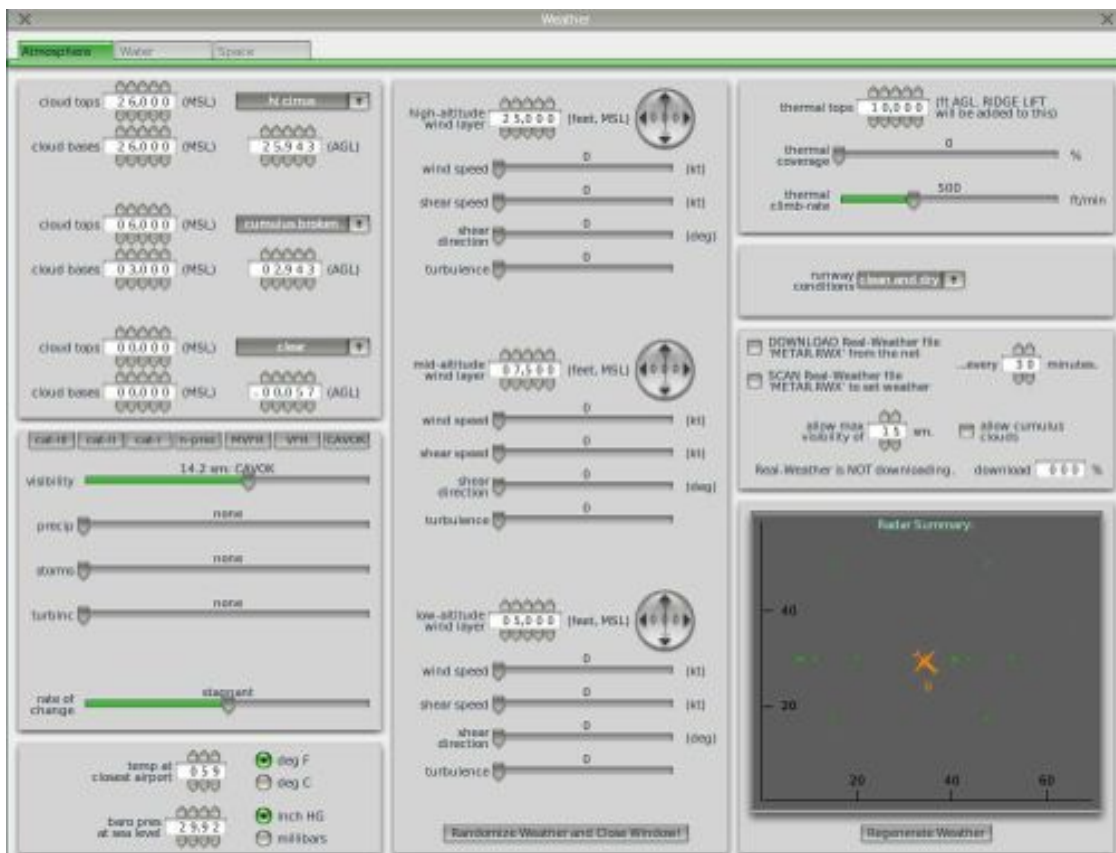 Weather
Atmosphere Water Space
cloud tops 26,000 (MSL) hi cirrus
cloud bases 26,000 (MSL) 25,943 (AGL)
cloud tops 06,000 (MSL) cumulus broken
cloud bases 03,000 (MSL) 02,943 (AGL)
cloud tops 00,000 (MSL) clear
cloud bases 00,000 (MSL) -00,057 (AGL)
cat-III cat-II cat-I n-prec MVFR VFR CAVOK
14.2 sm. CAVOK
visibility
none
precip
none
storms
none
turbinc
stagnant
rate of
change
temp at
closest airport 059
deg F
deg C
baro pres
at sea level 29.92
inch HG
millibars
high-altitude
wind layer 25,000 (feet, MSL) 000
0
wind speed (kt)
0
shear speed (kt)
0
shear
direction (deg)
0
turbulence
mid-altitude
wind layer 07,500 (feet, MSL) 000
0
wind speed (kt)
0
shear speed (kt)
0
shear
direction (deg)
0
turbulence
low-altitude
wind layer 05,000 (feet, MSL) 000
0
wind speed (kt)
0
shear speed (kt)
0
shear
direction (deg)
0
turbulence
Randomize Weather and Close Window!
thermal tops 10,000 (ft AGL, RIDGE LIFT
will be added to this)
0
thermal
coverage %
500
thermal
climb-rate ft/min
runway
conditions clean and dry
DOWNLOAD Real-Weather file
'METAR.RWX' from the net
...every 30 minutes.
SCAN Real-Weather file
'METAR.RWX' to set weather
allow max
visibility of 15 sm.
allow cumulus
clouds
Real-Weather is NOT downloading. download 000 %
Radar Summary:
40
20
20 40 60
Regenerate Weather